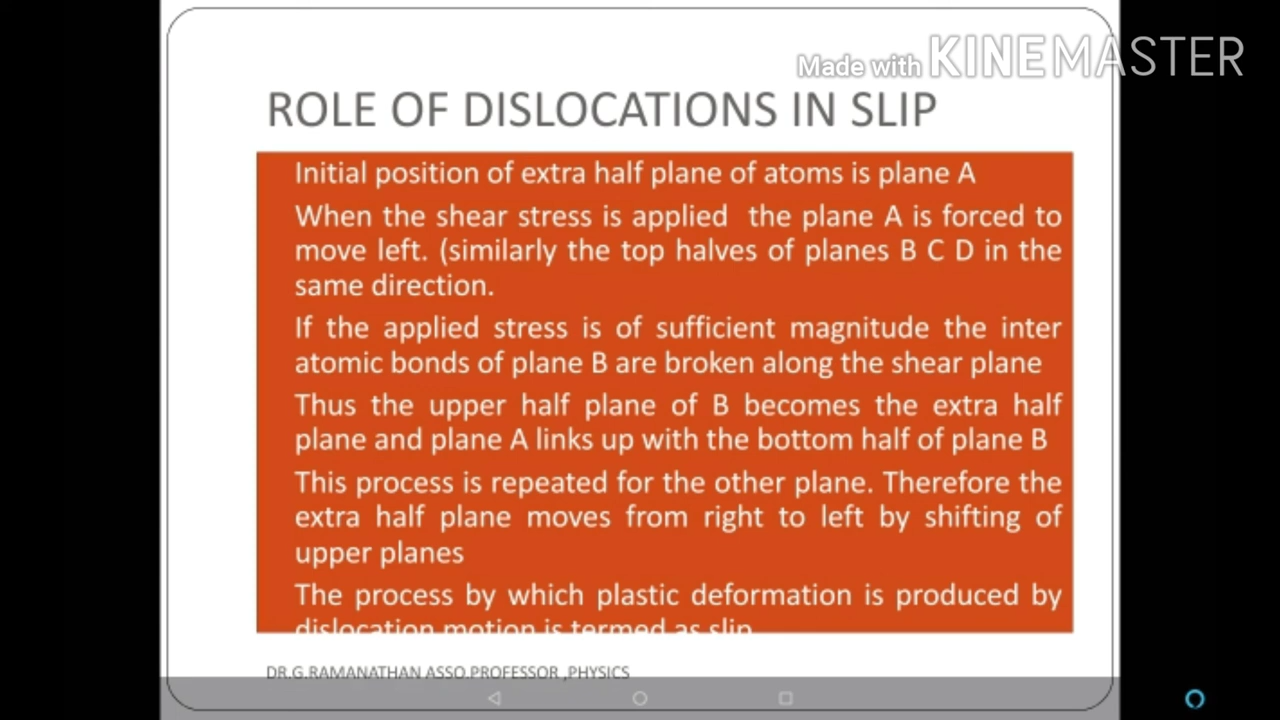 Made with KINEMASTER
ROLE OF DISLOCATIONS IN SLIP
Initial position of extra half plane of atoms is plane A
When the shear stress is applied the plane A is forced to
move left. (similarly the top halves of planes B C D in the
same direction.
If the applied stress is of sufficient magnitude the inter
atomic bonds of plane B are broken along the shear plane
Thus the upper half plane of B becomes the extra half
plane and plane A links up with the bottom half of plane B
This process is repeated for the other plane. Therefore the
extra half plane moves from right to left by shifting of
upper planes
The process by which plastic deformation is produced by
dislocation motion is termed as slip
DR.G.RAMANATHAN ASSO.PROFESSOR ,PHYSICS